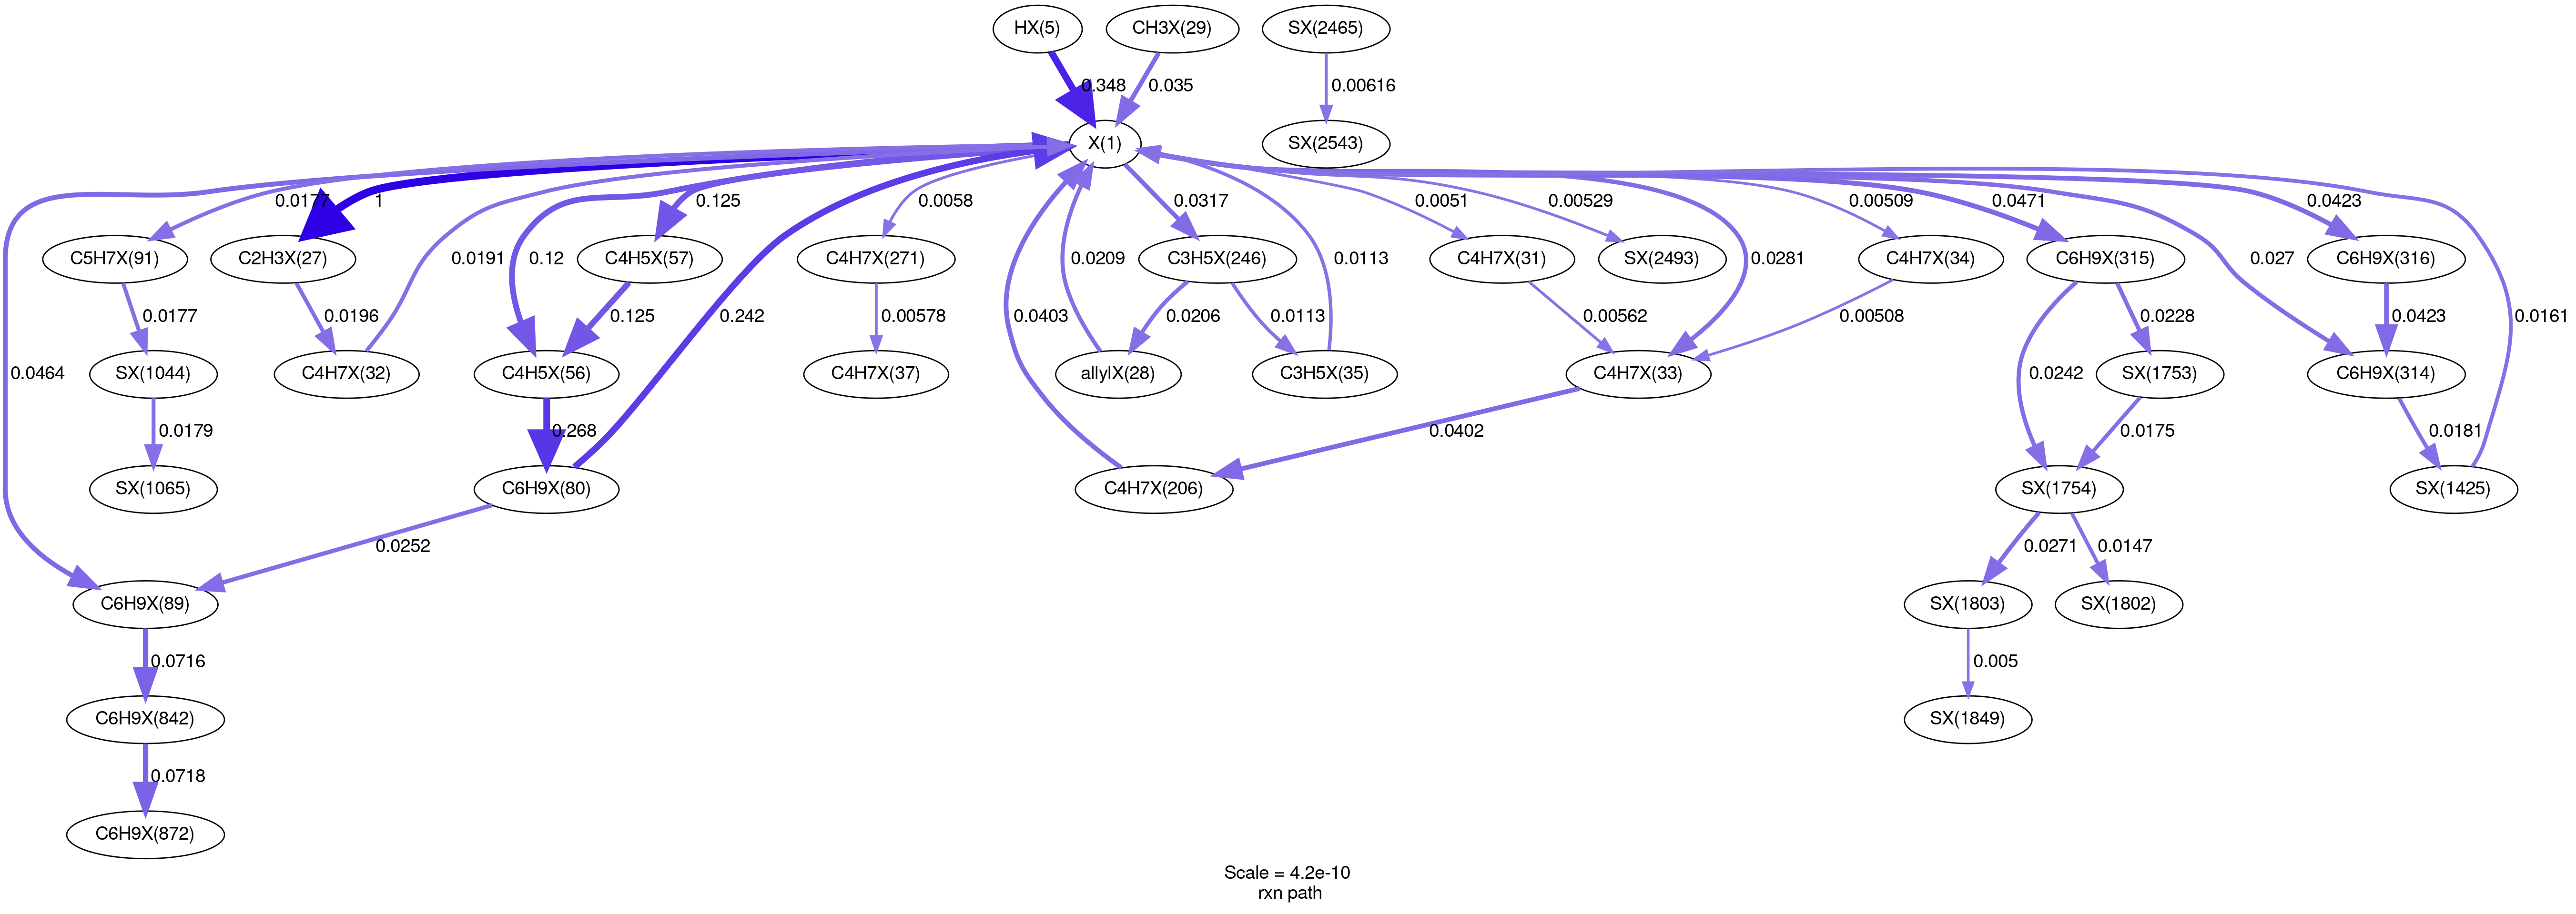 HX(5)
CH3X(29)
SX(2465)
0.348
0.035
0.00616
X(1)
SX(2543)
0.0177
1
0.125
0.0058
0.0317
0.0051
0.00529
0.00509
0.0471
0.0423
C5H7X(91)
C2H3X(27)
0.0191
0.12
C4H5X(57)
C4H7X(271)
0.0209
C3H5X(246)
0.0113
C4H7X(31)
SX(2493)
0.0281
C4H7X(34)
C6H9X(315)
0.027
C6H9X(316)
0.0177
0.0196
0.125
0.242
0.00578
0.0403
0.0206
0.0113
0.00562
0.00508
0.0228
0.0423
0.0161
0.0464
SX(1044)
C4H7X(32)
C4H5X(56)
C4H7X(37)
allylX(28)
C3H5X(35)
C4H7X(33)
0.0242
SX(1753)
C6H9X(314)
0.0179
0.268
0.0402
0.0175
0.0181
SX(1065)
C6H9X(80)
C4H7X(206)
SX(1754)
SX(1425)
0.0252
0.0271
0.0147
C6H9X(89)
SX(1803)
SX(1802)
0.0716
0.005
C6H9X(842)
SX(1849)
0.0718
C6H9X(872)
Scale = 4.2e-10
rxn path